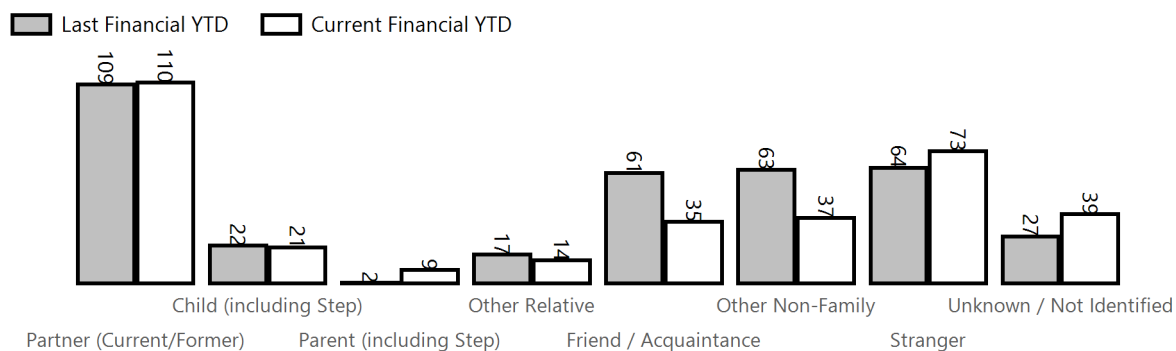 Last Financial YTD Current Financial YTD
109 110 22 21 2 9 17 14 61 35 63 37 64 73 27 39
Child (including Step) Other Relative Other Non-Family Unknown / Not Identified
Partner (Current/Former) Parent (including Step) Friend / Acquaintance Stranger